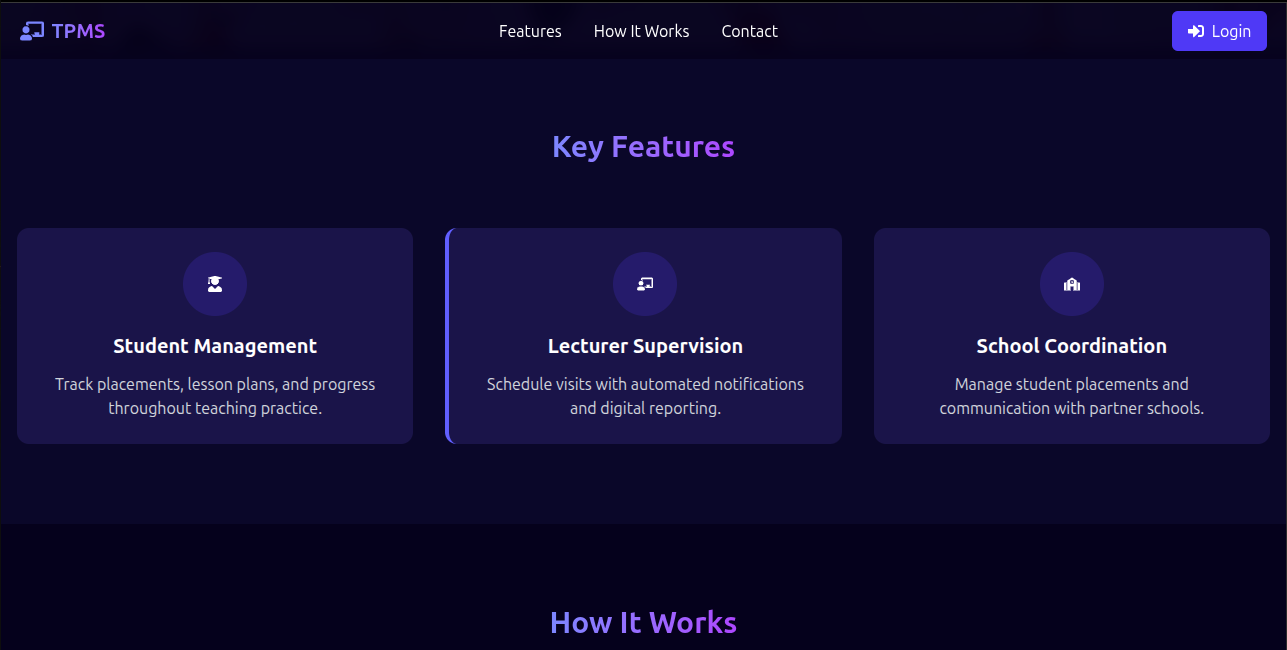 TPMS
Features
How It Works
Contact
Login
Key Features
Student Management
Track placements, lesson plans, and progress
throughout teaching practice.
Lecturer Supervision
Schedule visits with automated notifications
and digital reporting.
School Coordination
Manage student placements and
communication with partner schools.
How It Works